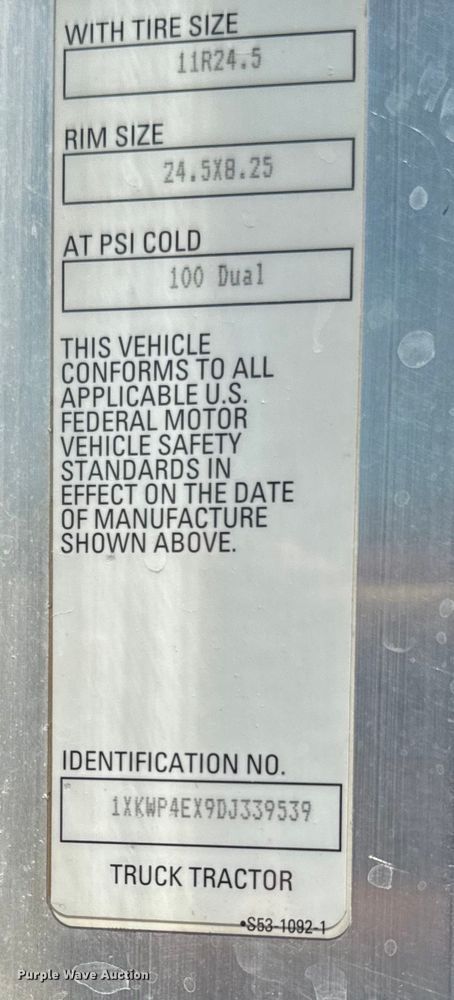 WITH TIRE SIZE
11R24.5
RIM SIZE
24.5X8.25
AT PSI COLD
100 Dual
THIS VEHICLE
CONFORMS TO ALL
APPLICABLE U.S.
FEDERAL MOTOR
VEHICLE SAFETY
STANDARDS IN
EFFECT ON THE DATE
OF MANUFACTURE
SHOWN ABOVE.
IDENTIFICATION NO.
1XKWP4EX9DJ339539
TRUCK TRACTOR
•S53-1092-1
Purple Wave Auction